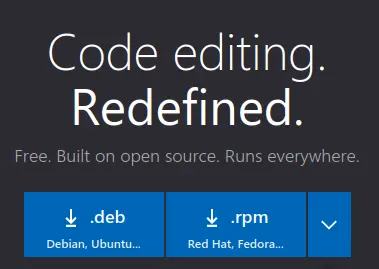 Code editing.
Redefined.
Free. Built on open source. Runs everywhere.
.deb
Debian, Ubuntu...
.rpm
Red Hat, Fedora...